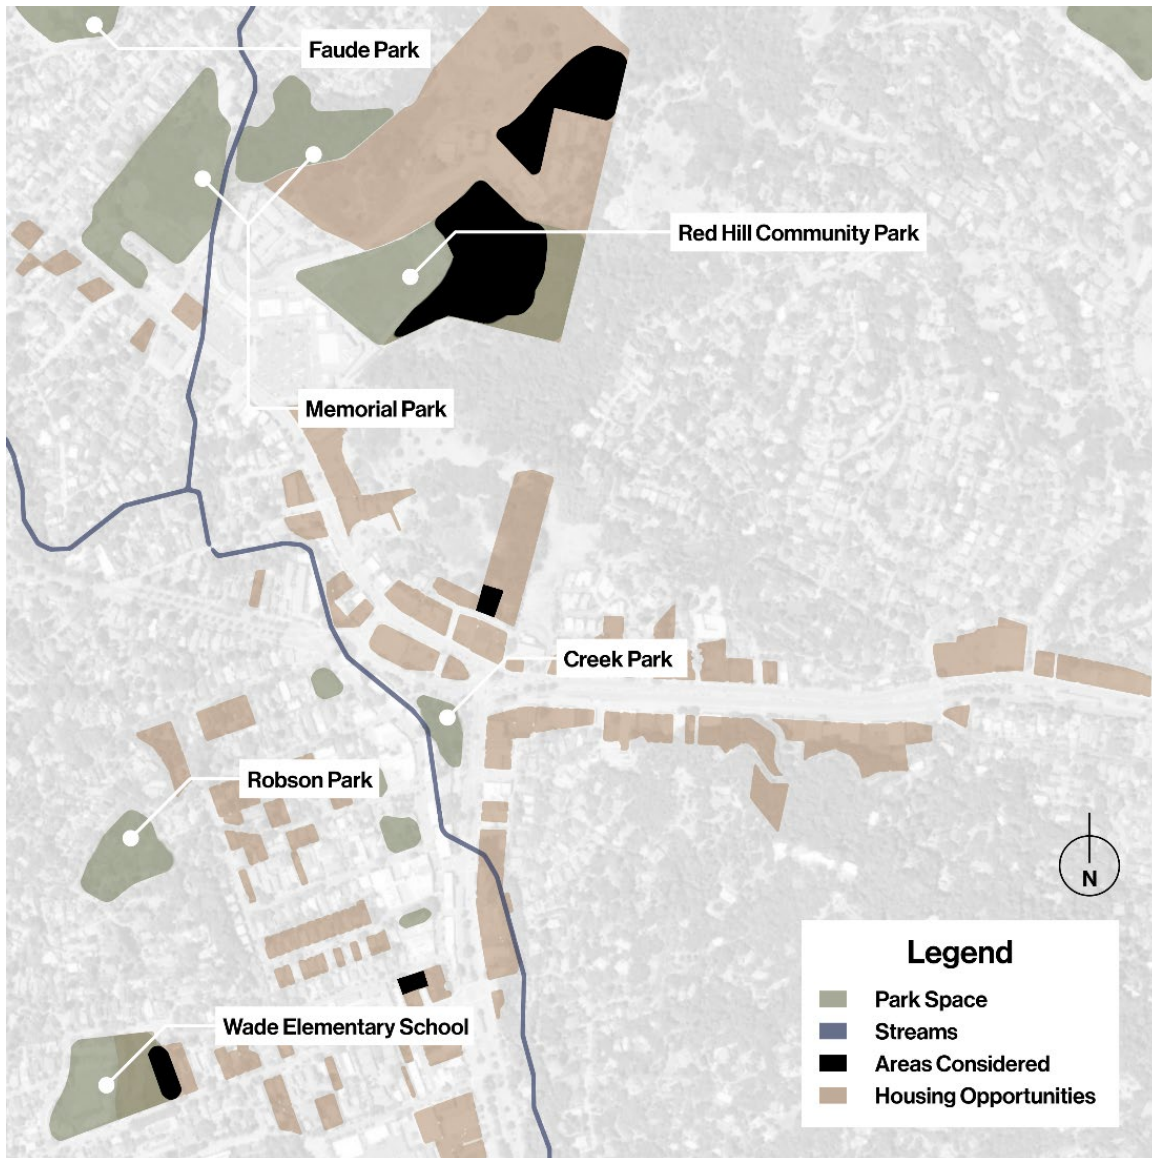 Faude Park
Red Hill Community Park
Memorial Park
Creek Park
Robson Park
N
Legend
Park Space
Streams
Areas Considered
Housing Opportunities
Wade Elementary School